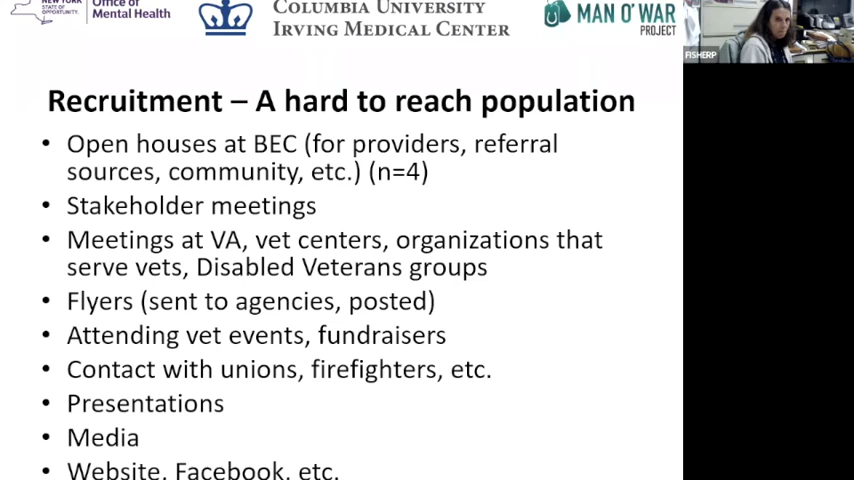 NEW YORK
STATE OF
OPPORTUNITY.
Office of
Mental Health
COLUMBIA UNIVERSITY
IRVING MEDICAL CENTER
MAN O' WAR
PROJECT
FISHERP
Recruitment – A hard to reach population
• Open houses at BEC (for providers, referral
sources, community, etc.) (n=4)
• Stakeholder meetings
• Meetings at VA, vet centers, organizations that
serve vets, Disabled Veterans groups
• Flyers (sent to agencies, posted)
• Attending vet events, fundraisers
• Contact with unions, firefighters, etc.
• Presentations
• Media
• Website, Facebook, etc.